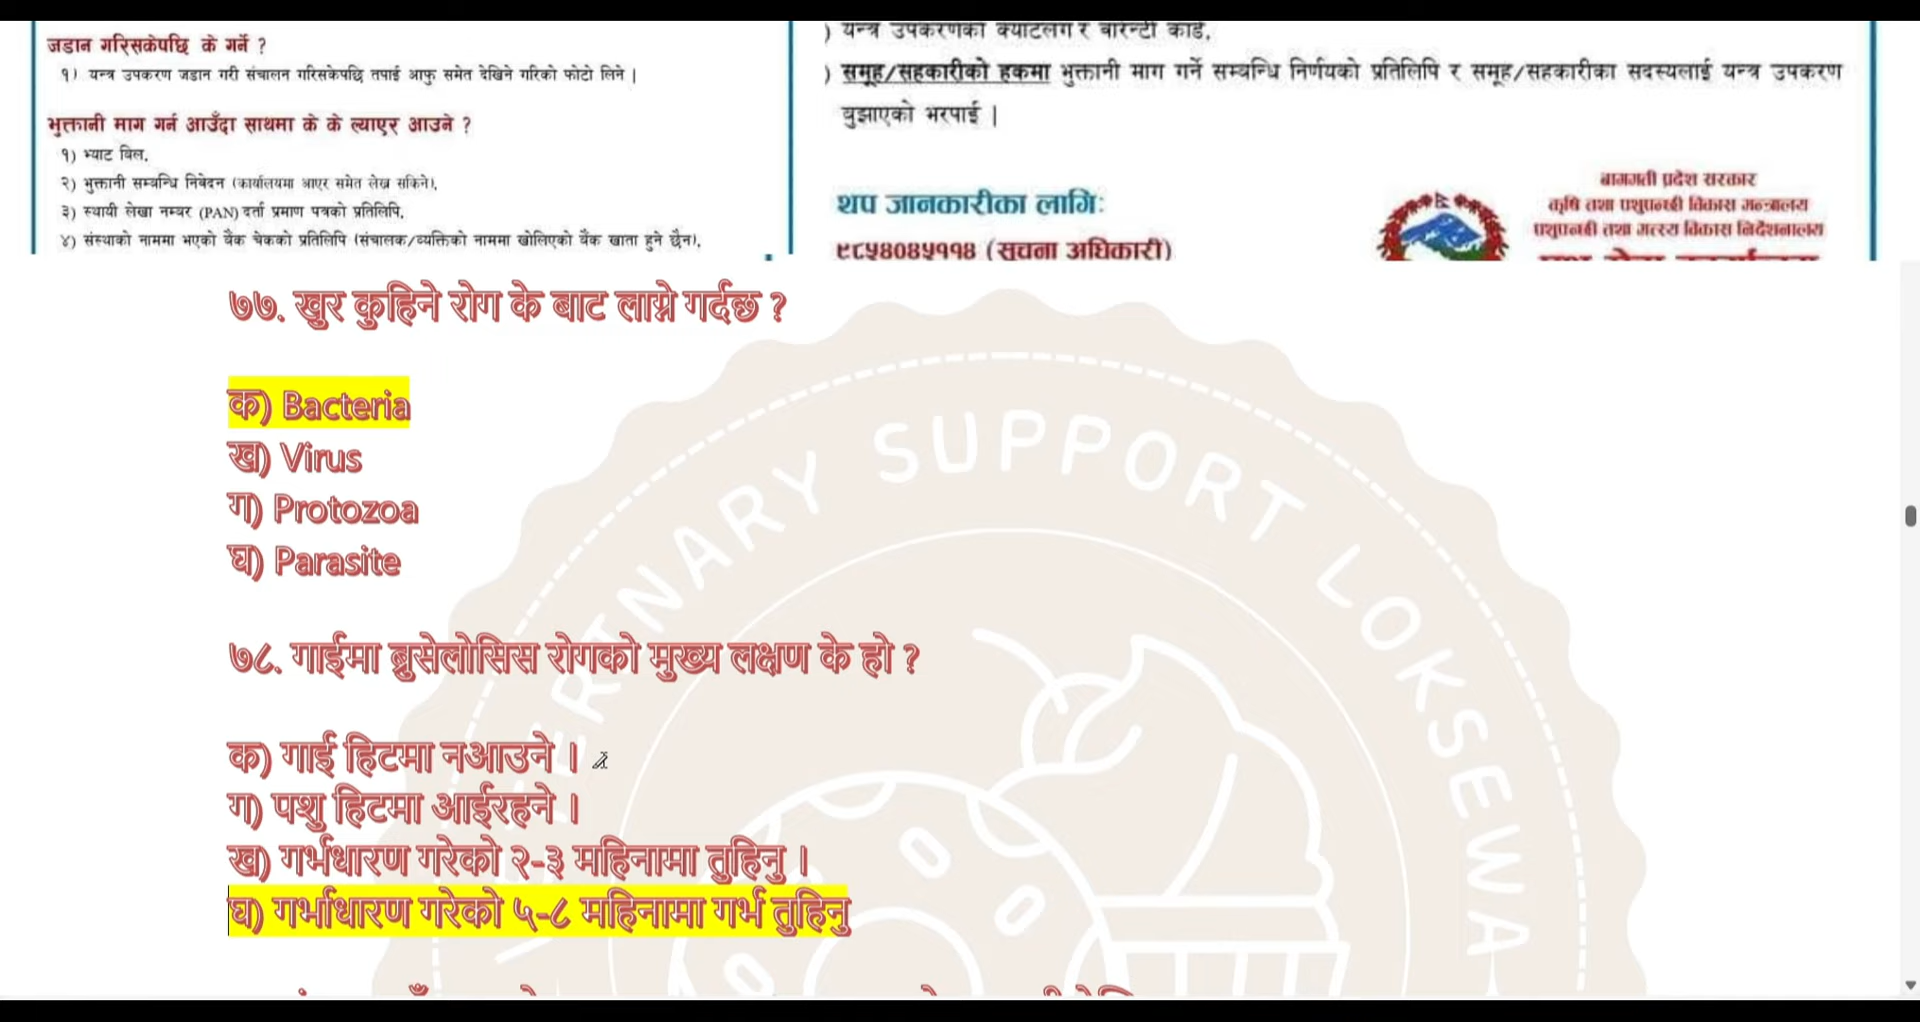 जडान गरिसकेपछि के गर्ने ?
१) यन्त्र उपकरण जडान गरी संचालन गरिसकेपछि तपाई आफु समेत देखिने गरिको फोटो लिने |
भुक्तानी माग गर्न आउँदा साथमा के के ल्याएर आउने ?
१) भ्याट बिल,
२) भुक्तानी सम्वन्धि निवेदन (कार्यालयमा आएर समेत लेख्न सकिने),
३) स्थायी लेखा नम्वर (PAN) दर्ता प्रमाण पत्रको प्रतिलिपि,
४) संस्थाको नाममा भएको बैंक चेकको प्रतिलिपि (संचालक/व्यक्तिको नाममा खोलिएको बैंक खाता हुने छैन),
) यन्त्र उपकरणको क्याटलग र वारेन्टी कार्ड,
) समूह/सहकारीको हकमा भुक्तानी माग गर्ने सम्वन्धि निर्णयको प्रतिलिपि र समूह/सहकारीका सदस्यलाई यन्त्र उपकरण
बुझाएको भरपाई |
थप जानकारीका लागि:
९८५४०४५११४ (सूचना अधिकारी)
बागमती प्रदेश सरकार
कृषि तथा पशुपन्छी विकास मन्त्रालय
पशुपन्छी तथा मत्स्य विकास निर्देशनालय
७७. खुर कुहिने रोग के बाट लाग्ने गर्दछ ?
क) Bacteria
ख) Virus
ग) Protozoa
घ) Parasite
७८. गाईमा ब्रुसेलोसिस रोगको मुख्य लक्षण के हो ?
क) गाई हिटमा नआउने ।
ग) पशु हिटमा आईरहने ।
ख) गर्भधारण गरेको २-३ महिनामा तुहिनु ।
घ) गर्भाधारण गरेको ५-८ महिनामा गर्भ तुहिनु
SUPPORT LOKSEWA